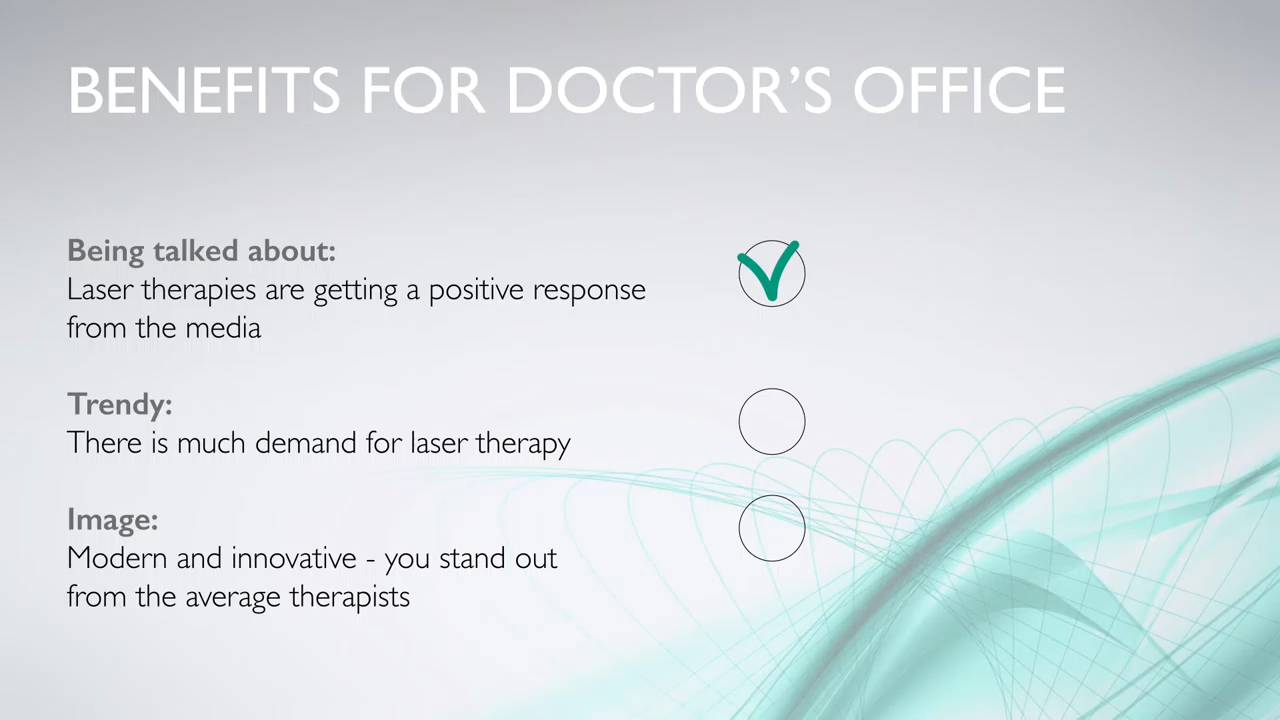 BENEFITS FOR DOCTOR’S OFFICE
Being talked about:
Laser therapies are getting a positive response
from the media
Trendy:
There is much demand for laser therapy
Image:
Modern and innovative - you stand out
from the average therapists